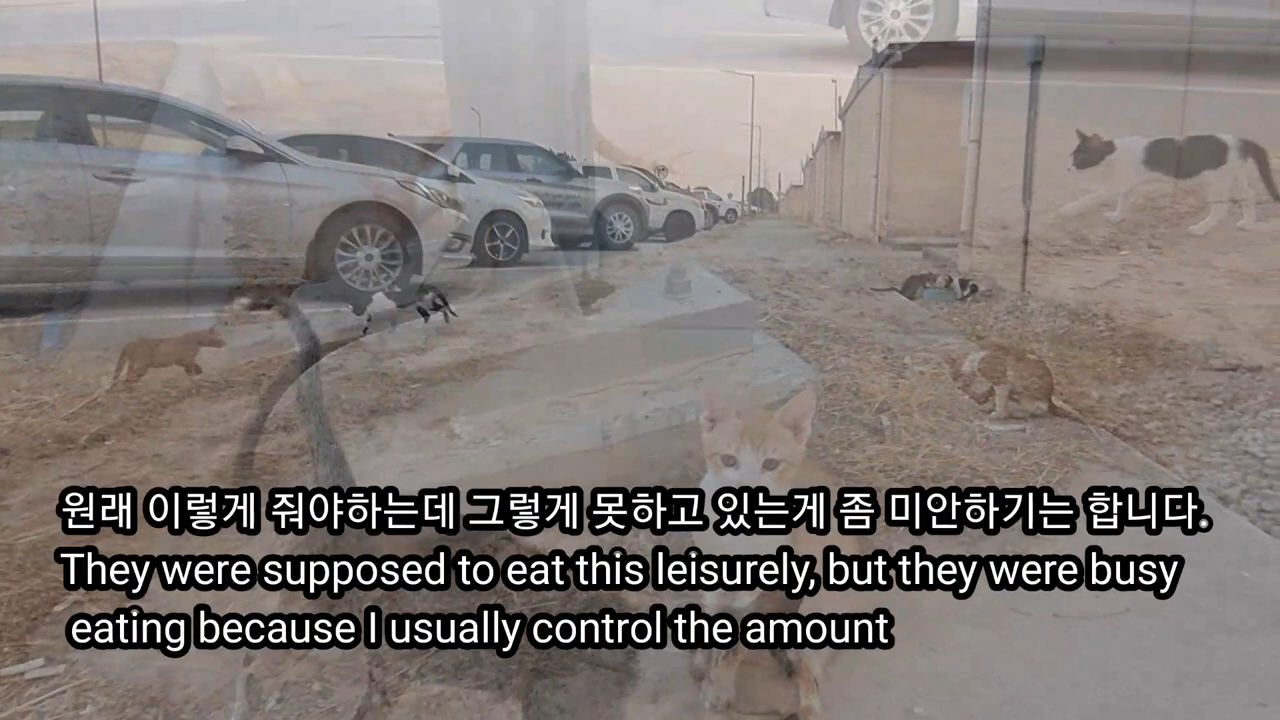 원래 이렇게 줘야하는데 그렇게 못하고 있는게 좀 미안하기는 합니다.
They were supposed to eat this leisurely, but they were busy
eating because I usually control the amount